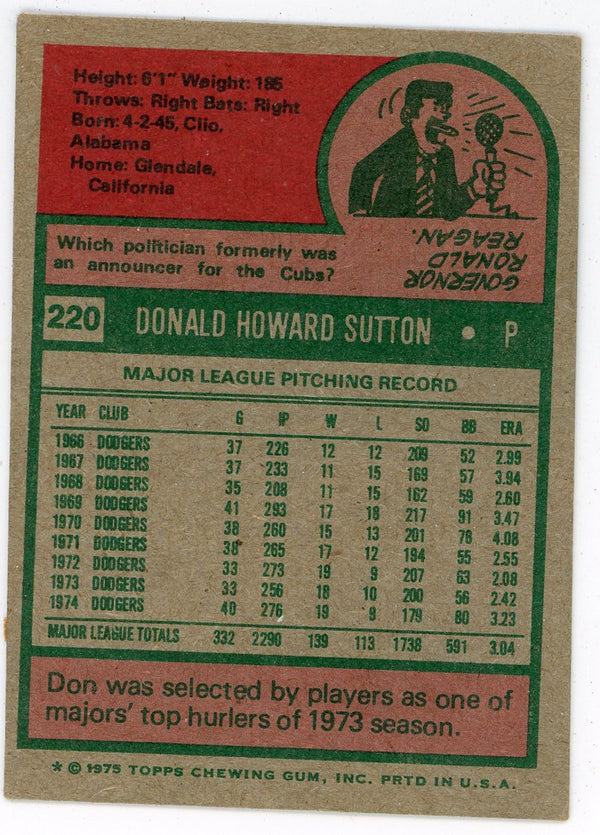 Height: 6'1" Weight: 185
Throws: Right Bats: Right
Born: 4-2-45, Clio,
Alabama
Home: Glendale,
California
Which politician formerly was
an announcer for the Cubs?
GOVERNOR
RONALD
REAGAN.
220 DONALD HOWARD SUTTON • P
MAJOR LEAGUE PITCHING RECORD
YEAR CLUB G IP W L SO BB ERA
1966 DODGERS 37 226 12 12 209 52 2.99
1967 DODGERS 37 233 11 15 169 57 3.94
1968 DODGERS 35 208 11 15 162 59 2.60
1969 DODGERS 41 293 17 18 217 91 3.47
1970 DODGERS 38 260 15 13 201 78 4.08
1971 DODGERS 38 265 17 12 194 55 2.55
1972 DODGERS 33 273 19 9 207 63 2.08
1973 DODGERS 33 256 18 10 200 56 2.42
1974 DODGERS 40 276 19 9 179 80 3.23
MAJOR LEAGUE TOTALS 332 2290 139 113 1738 591 3.04
Don was selected by players as one of
majors' top hurlers of 1973 season.
* © 1975 TOPPS CHEWING GUM, INC. PRTD IN U.S.A.